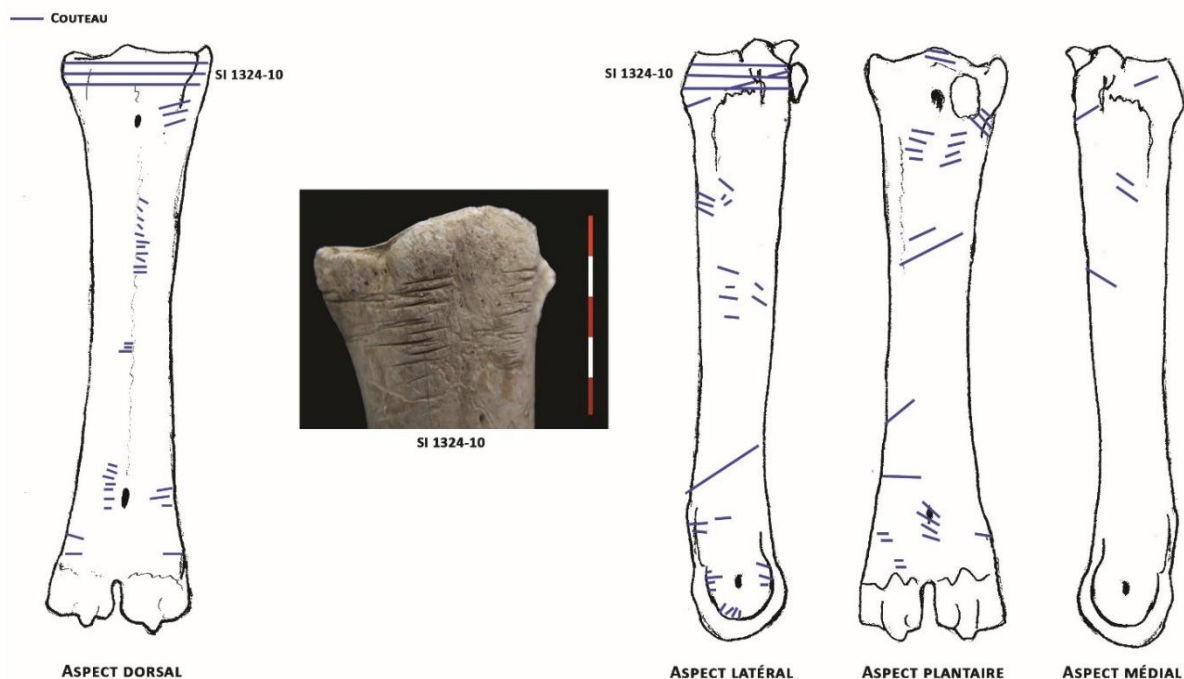 COUTEAU
SI 1324-10
SI 1324-10
SI 1324-10
ASPECT DORSAL
ASPECT LATÉRAL
ASPECT PLANTAIRE
ASPECT MÉDIAL